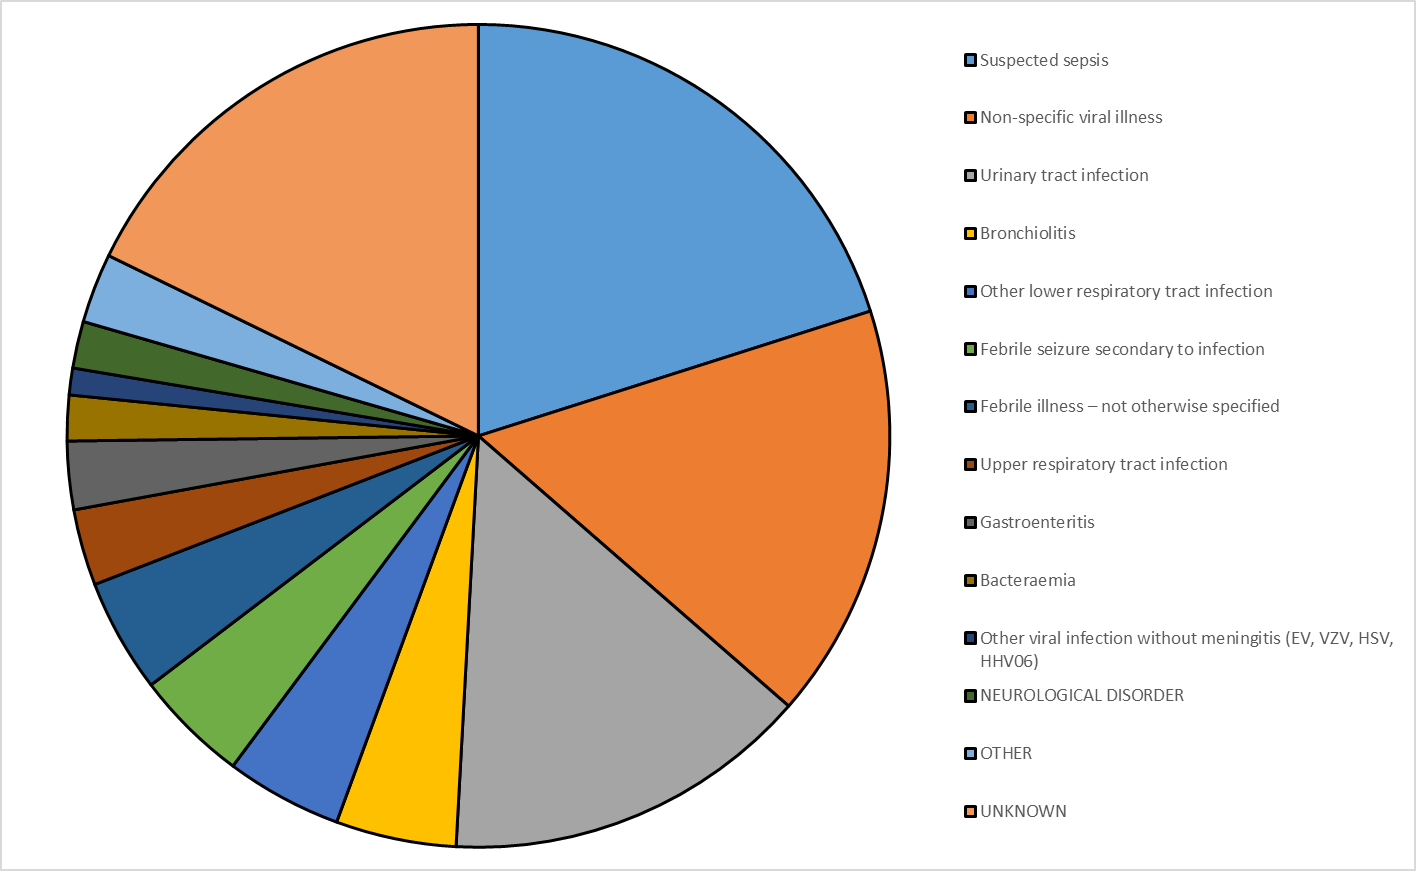 Suspected sepsis
Non-specific viral illness
Urinary tract infection
Bronchiolitis
Other lower respiratory tract infection
Febrile seizure secondary to infection
Febrile illness – not otherwise specified
Upper respiratory tract infection
Gastroenteritis
Bacteraemia
Other viral infection without meningitis (EV, VZV, HSV,
HHV06)
NEUROLOGICAL DISORDER
OTHER
UNKNOWN